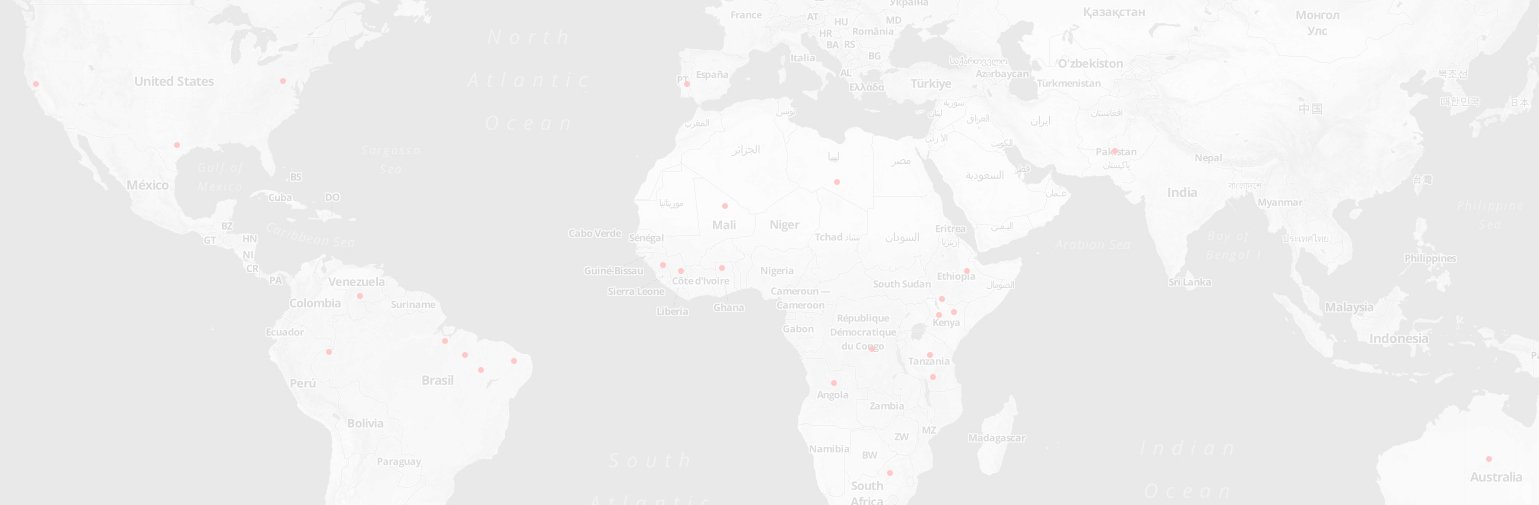 Україна
France
AT
HU
MD
HR
România
BA
RS
BG
Italia
AL
Ελλάδα
Türkiye
Azərbaycan
Қазақстан
Oʻzbekiston
Türkmenistan
Монгол
Улс
북조선
대한민국
日本
中国
North
Atlantic
Ocean
United States
PT
España
تونس
المغرب
الجزائر
ليبيا
مصر
سوريا
لبنان
العراق
الأردن
ایران
الكويت
قطر
السعودية
عمان
اليمن
افغانستان
Pakistan
پاکستان
Nepal
India
বাংলাদেশ
Myanmar
ประเทศไทย
台灣
Philippine
Sea
Philippines
Sargasso
Sea
Gulf of
Mexico
México
BS
Cuba
DO
BZ
GT
HN
NI
CR
PA
Caribbean Sea
موريتانيا
Mali
Niger
Tchad تشاد
السودان
Eritrea
إرتريا
Cabo Verde
Sénégal
Guiné-Bissau
Sierra Leone
Liberia
Côte d'Ivoire
Ghana
Nigeria
Cameroun —
Cameroon
South Sudan
Ethiopia
الصومال
Arabian Sea
Bay of
Bengal
Sri Lanka
Malaysia
Indonesia
Venezuela
Colombia
Suriname
Ecuador
Perú
Brasil
Bolivia
Paraguay
Gabon
République
Démocratique
du Congo
Kenya
Tanzania
Angola
Zambia
ZW
MZ
Madagascar
Namibia
BW
South
Africa
South
Atlantic
Indian
Ocean
Australia